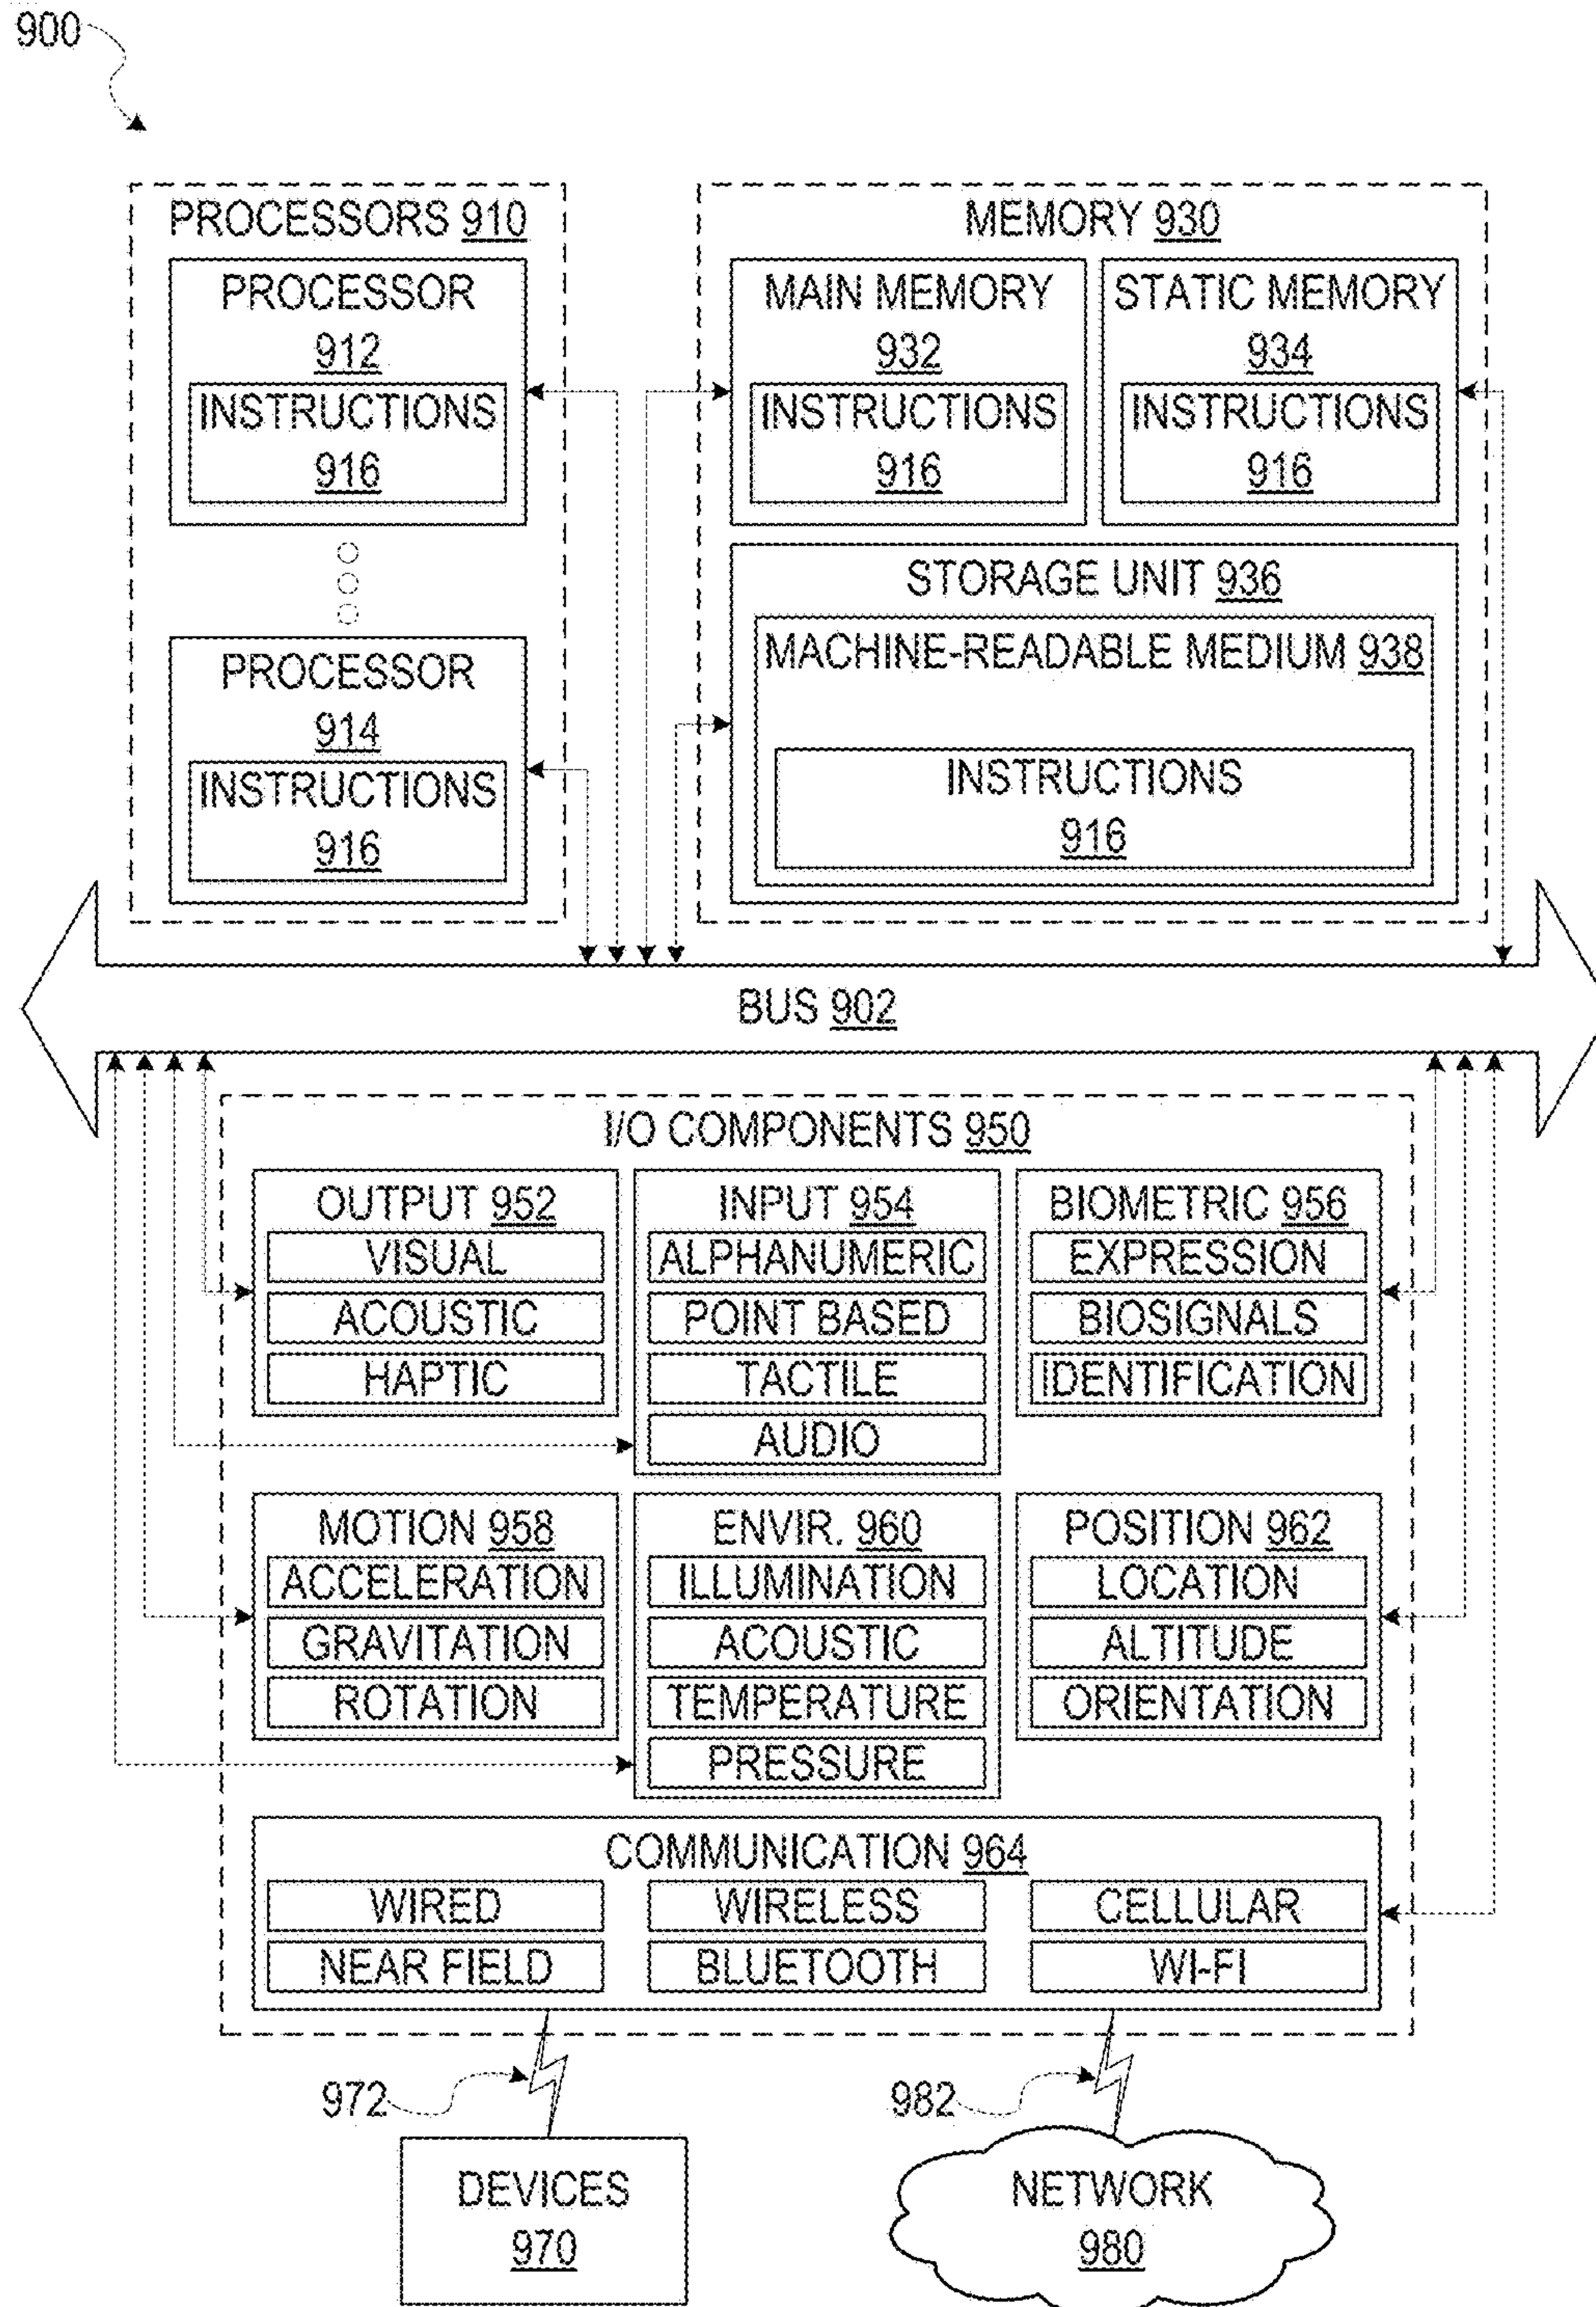 900
PROCESSORS 910
PROCESSOR
912
INSTRUCTIONS
916
PROCESSOR
914
INSTRUCTIONS
916
MEMORY 930
MAIN MEMORY
932
INSTRUCTIONS
916
STATIC MEMORY
934
INSTRUCTIONS
916
STORAGE UNIT 936
MACHINE-READABLE MEDIUM 938
INSTRUCTIONS
916
BUS 902
I/O COMPONENTS 950
OUTPUT 952
VISUAL
ACOUSTIC
HAPTIC
INPUT 954
ALPHANUMERIC
POINT BASED
TACTILE
AUDIO
BIOMETRIC 956
EXPRESSION
BIOSIGNALS
IDENTIFICATION
MOTION 958
ACCELERATION
GRAVITATION
ROTATION
ENVIR. 960
ILLUMINATION
ACOUSTIC
TEMPERATURE
PRESSURE
POSITION 962
LOCATION
ALTITUDE
ORIENTATION
COMMUNICATION 964
WIRED
WIRELESS
CELLULAR
NEAR FIELD
BLUETOOTH
WI-FI
972
982
DEVICES
970
NETWORK
980